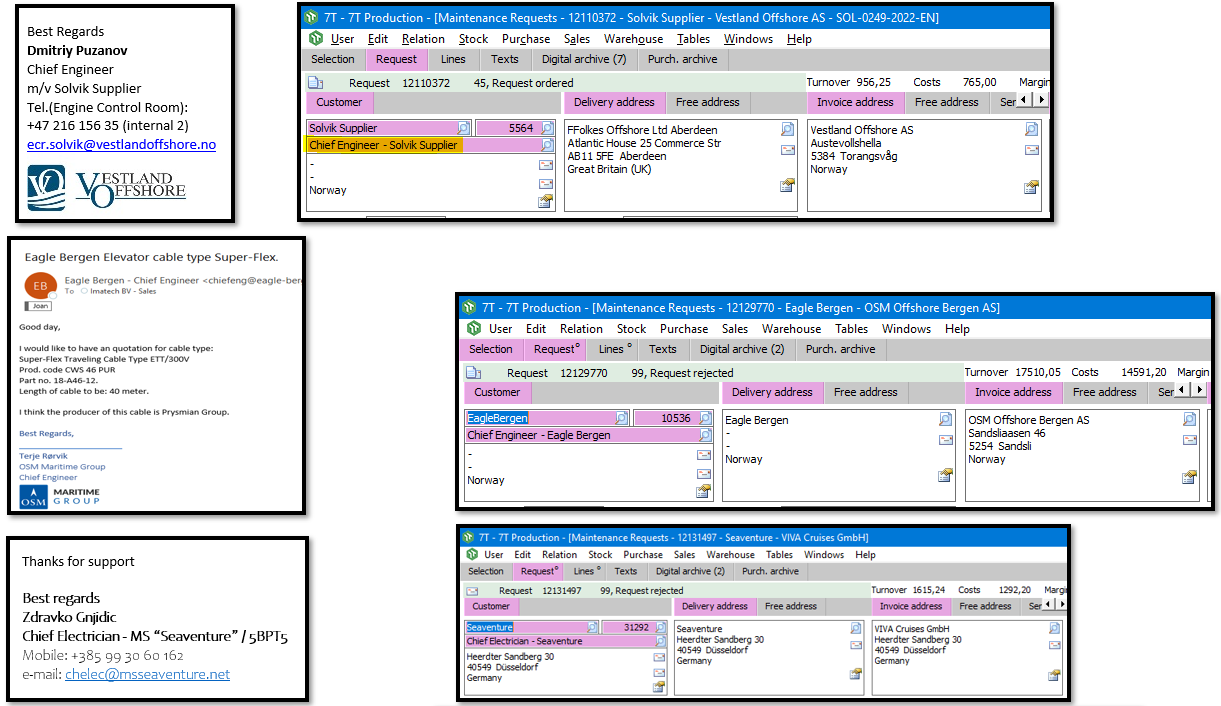 Best Regards
Dmitriy Puzanov
Chief Engineer
m/v Solvik Supplier
Tel.(Engine Control Room):
+47 216 156 35 (internal 2)
ecr.solvik@vestlandoffshore.no
VESTLAND
OFFSHORE
7T - 7T Production - [Maintenance Requests - 12110372 - Solvik Supplier - Vestland Offshore AS - SOL-0249-2022-EN]
User Edit Relation Stock Purchase Sales Warehouse Tables Windows Help
Selection Request Lines Texts Digital archive (7) Purch. archive
Request 12110372 45, Request ordered Turnover 956,25 Costs 765,00 Margin
Customer Delivery address Free address Invoice address Free address Ser
Solvik Supplier 5564
Chief Engineer - Solvik Supplier
-
-
Norway
FFolkes Offshore Ltd Aberdeen
Atlantic House 25 Commerce Str
AB11 5FE Aberdeen
Great Britain (UK)
Vestland Offshore AS
Austevollshella
5384 Torangsvåg
Norway
Eagle Bergen Elevator cable type Super-Flex.
EB
Eagle Bergen - Chief Engineer <chiefeng@eagle-ber
To Imatech BV - Sales
Joan
Good day,
I would like to have an quotation for cable type:
Super-Flex Traveling Cable Type ETT/300V
Prod. code CWS 46 PUR
Part no. 18-A46-12.
Length of cable to be: 40 meter.
I think the producer of this cable is Prysmian Group.
Best Regards,
Terje Rørvik
OSM Maritime Group
Chief Engineer
OSM
MARITIME
GROUP
7T - 7T Production - [Maintenance Requests - 12129770 - Eagle Bergen - OSM Offshore Bergen AS]
User Edit Relation Stock Purchase Sales Warehouse Tables Windows Help
Selection Request° Lines ° Texts Digital archive (2) Purch. archive
Request 12129770 99, Request rejected Turnover 17510,05 Costs 14591,20 Margin
Customer Delivery address Free address Invoice address Free address Ser
EagleBergen 10536
Chief Engineer - Eagle Bergen
-
-
Norway
Eagle Bergen
-
-
Norway
OSM Offshore Bergen AS
Sandsliaasen 46
5254 Sandsli
Norway
Thanks for support
Best regards
Zdravko Gnjidic
Chief Electrician - MS “Seaventure” / 5BPT5
Mobile: +385 99 30 60 162
e-mail: chelec@msseaventure.net
7T - 7T Production - [Maintenance Requests - 12131497 - Seaventure - VIVA Cruises GmbH]
User Edit Relation Stock Purchase Sales Warehouse Tables Windows Help
Selection Request° Lines ° Texts Digital archive (2) Purch. archive
Request 12131497 99, Request rejected Turnover 1615,24 Costs 1292,20 Margi
Customer Delivery address Free address Invoice address Free address Ser
Seaventure 31292
Chief Electrician - Seaventure
Heerdter Sandberg 30
40549 Düsseldorf
Germany
Seaventure
Heerdter Sandberg 30
40549 Düsseldorf
Germany
VIVA Cruises GmbH
Heerdter Sandberg 30
40549 Düsseldorf
Germany